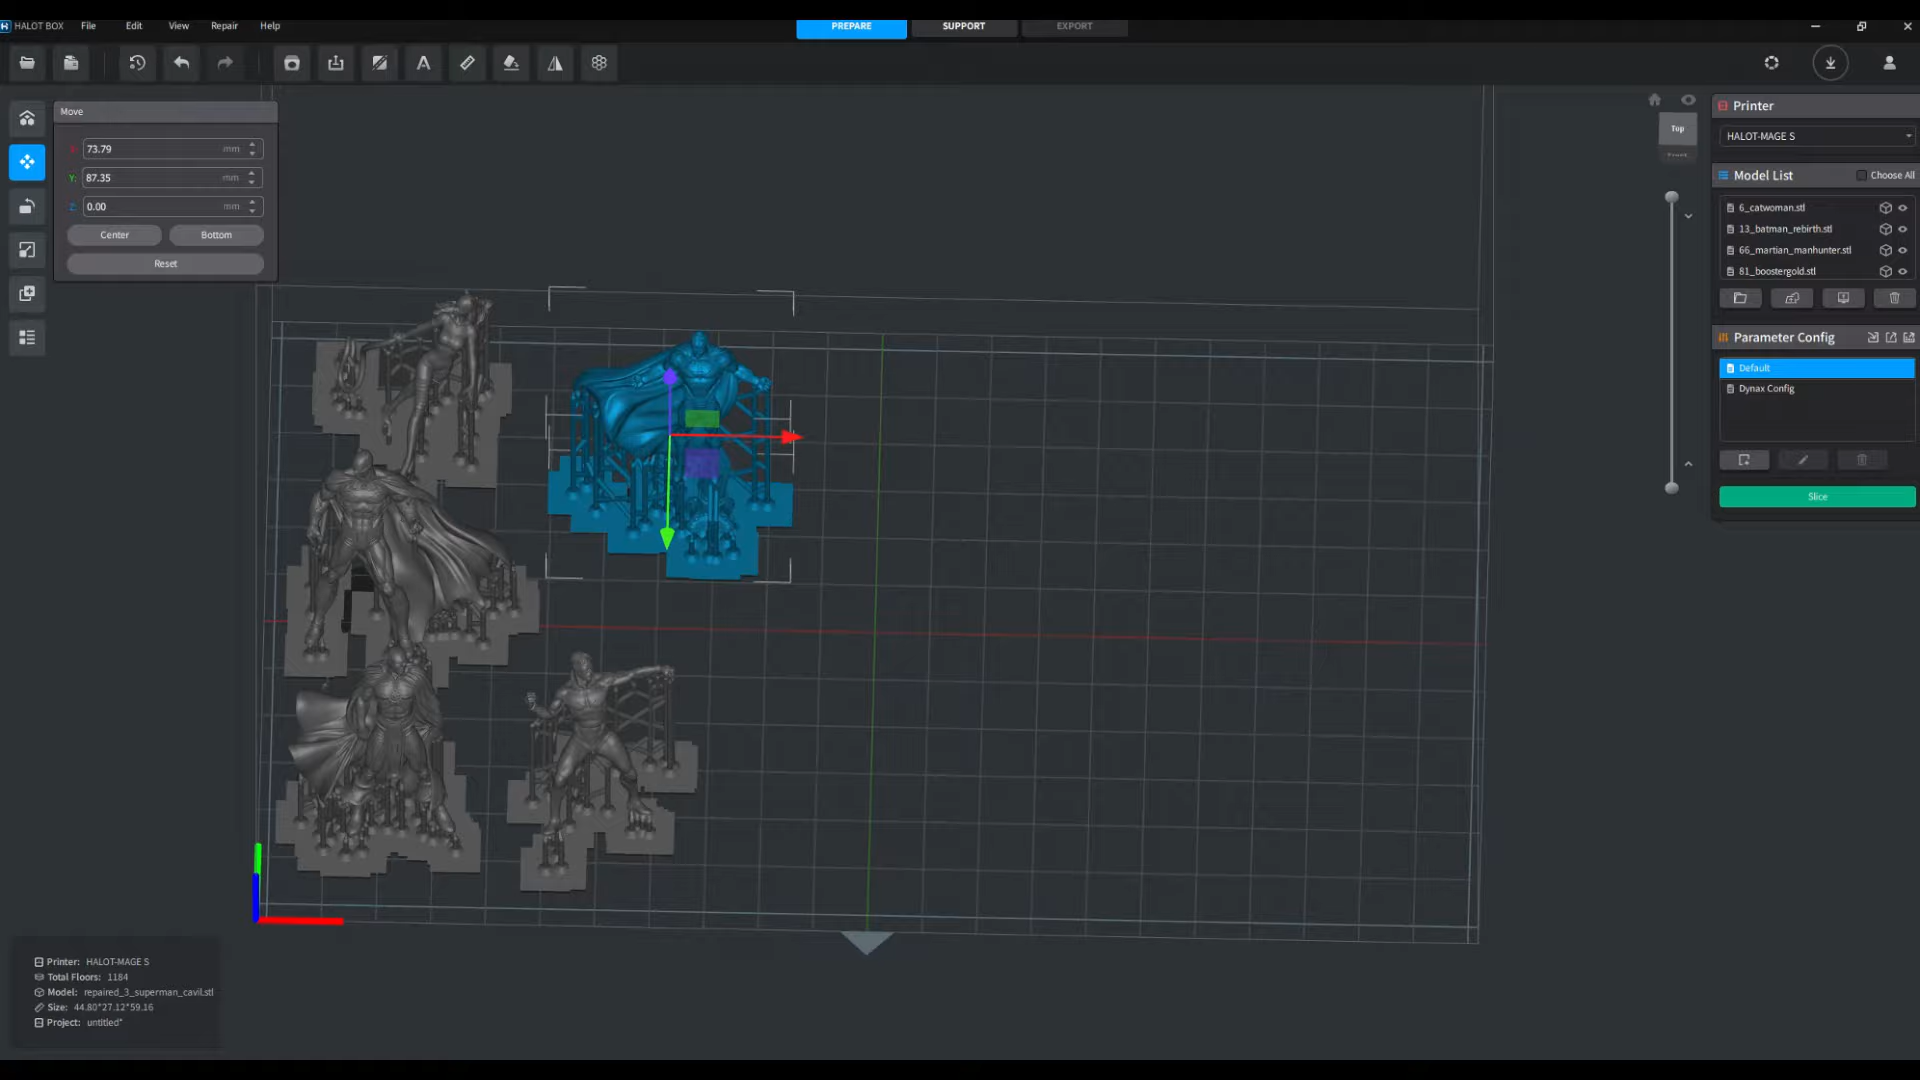 HALOT BOX File Edit View Repair Help PREPARE SUPPORT EXPORT
Move
X: 73.79 mm
Y: 87.35 mm
Z: 0.00 mm
Center Bottom
Reset
Top
Front
Printer
HALOT-MAGE S
Model List Choose All
6_catwoman.stl
13_batman_rebirth.stl
66_martian_manhunter.stl
81_boostergold.stl
Parameter Config
Default
Dynax Config
Slice
Printer: HALOT-MAGE S
Total Floors: 1184
Model: repaired_3_superman_cavil.stl
Size: 44.80*27.12*59.16
Project: untitled*